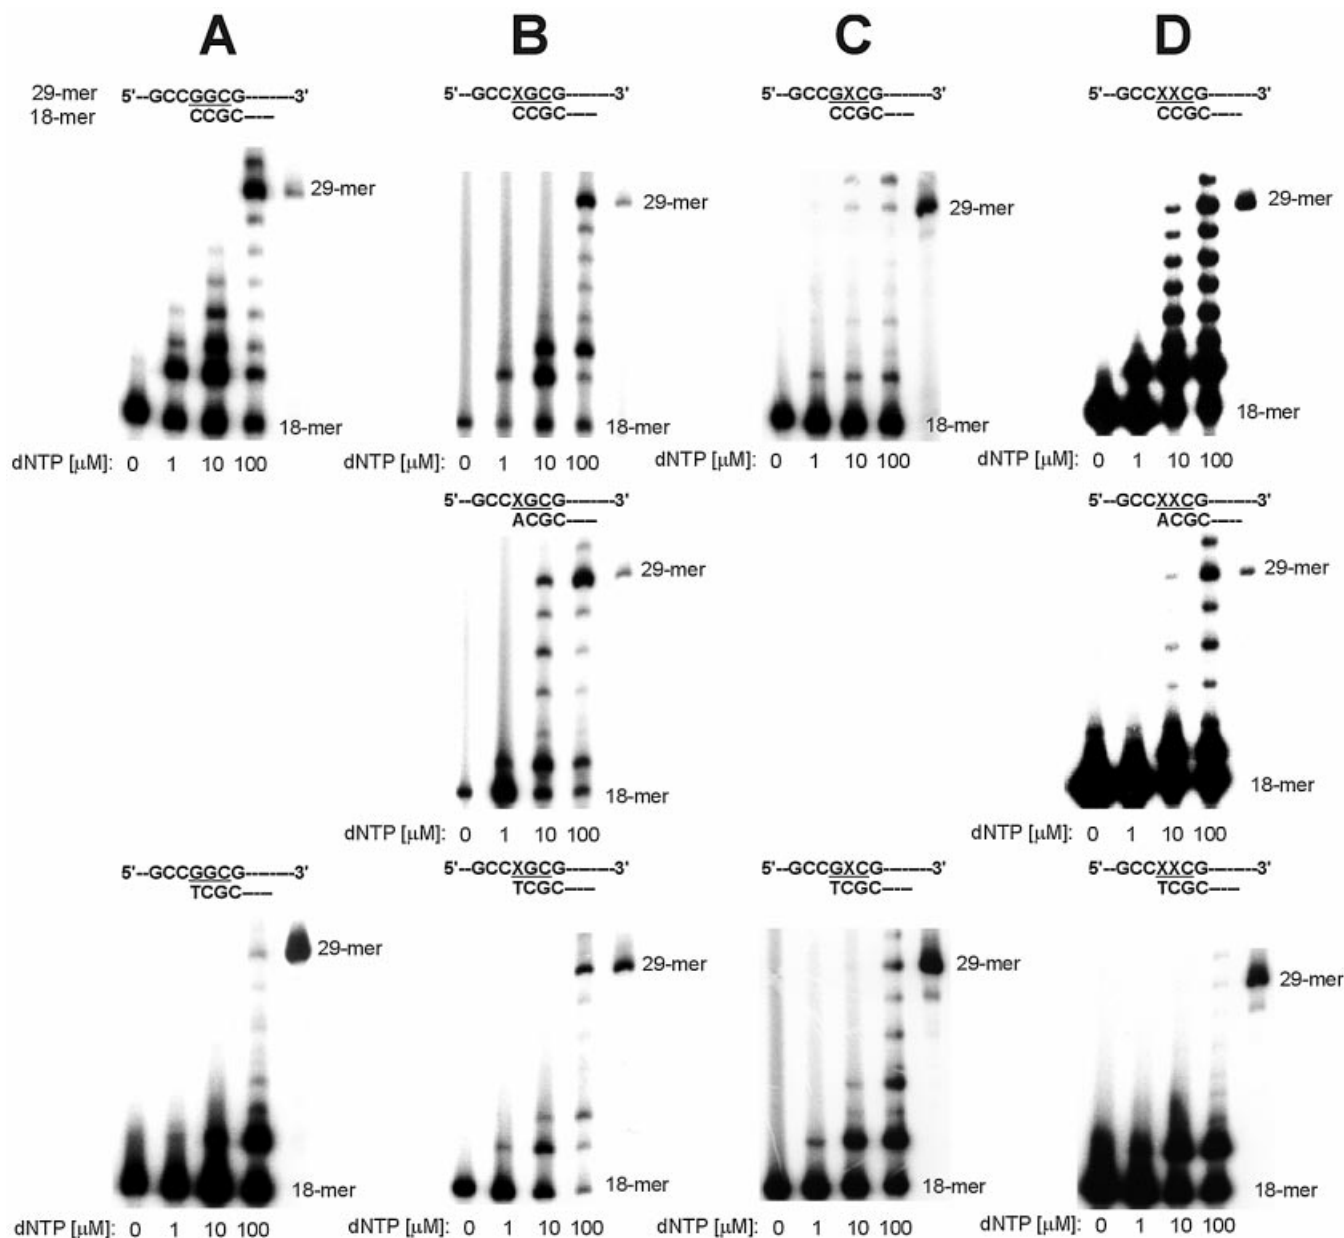 A B C D
29-mer 5'--GCCGGCG--------3' 5'--GCCXGCG--------3' 5'--GCCGXCG--------3' 5'--GCCXXCG--------3'
18-mer CCGC----- CCGC----- CCGC----- CCGC-----
29-mer 29-mer 29-mer 29-mer
18-mer 18-mer 18-mer 18-mer
dNTP [µM]: 0 1 10 100 dNTP [µM]: 0 1 10 100 dNTP [µM]: 0 1 10 100 dNTP [µM]: 0 1 10 100
5'--GCCXGCG--------3' 5'--GCCXXCG--------3'
ACGC----- ACGC-----
29-mer 29-mer
18-mer 18-mer
dNTP [µM]: 0 1 10 100 dNTP [µM]: 0 1 10 100
5'--GCCGGCG--------3' 5'--GCCXGCG--------3' 5'--GCCGXCG--------3' 5'--GCCXXCG--------3'
TCGC----- TCGC----- TCGC----- TCGC-----
29-mer 29-mer 29-mer 29-mer
18-mer 18-mer 18-mer 18-mer
dNTP [µM]: 0 1 10 100 dNTP [µM]: 0 1 10 100 dNTP [µM]: 0 1 10 100 dNTP [µM]: 0 1 10 100